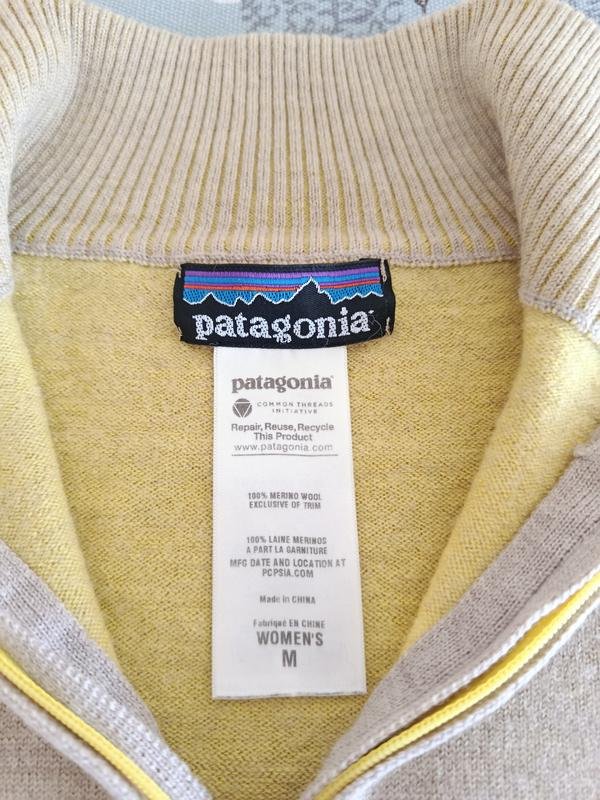 patagonia
patagonia
COMMON THREADS
INITIATIVE
Repair, Reuse, Recycle
This Product
www.patagonia.com
100% MERINO WOOL
EXCLUSIVE OF TRIM
100% LAINE MERINOS
A PART LA GARNITURE
MFG DATE AND LOCATION AT
PCPSIA.COM
Made in CHINA
Fabriqué EN CHINE
WOMEN'S
M